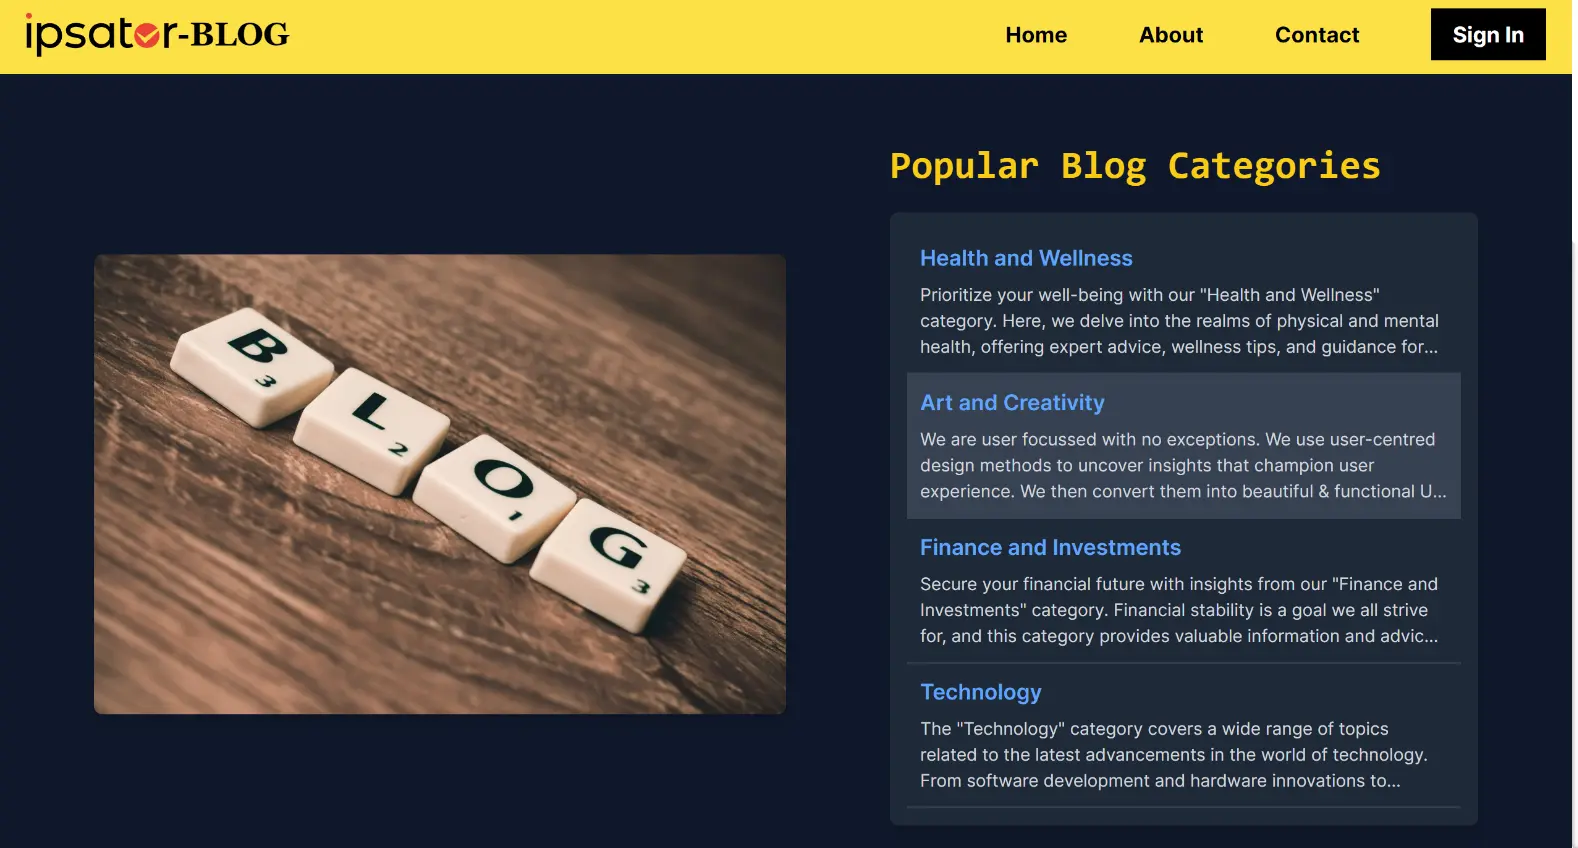 ipsator-BLOG
Home About Contact Sign In
Popular Blog Categories
B
3
L
2
O
1
G
3
Health and Wellness
Prioritize your well-being with our "Health and Wellness"
category. Here, we delve into the realms of physical and mental
health, offering expert advice, wellness tips, and guidance for...
Art and Creativity
We are user focussed with no exceptions. We use user-centred
design methods to uncover insights that champion user
experience. We then convert them into beautiful & functional U...
Finance and Investments
Secure your financial future with insights from our "Finance and
Investments" category. Financial stability is a goal we all strive
for, and this category provides valuable information and advic...
Technology
The "Technology" category covers a wide range of topics
related to the latest advancements in the world of technology.
From software development and hardware innovations to...